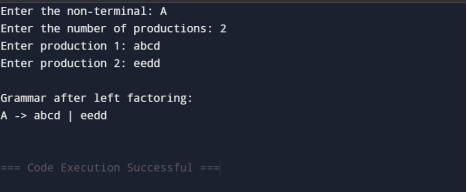 Enter the non-terminal: A
Enter the number of productions: 2
Enter production 1: abcd
Enter production 2: eedd
Grammar after left factoring:
A -> abcd | eedd
=== Code Execution Successful ===